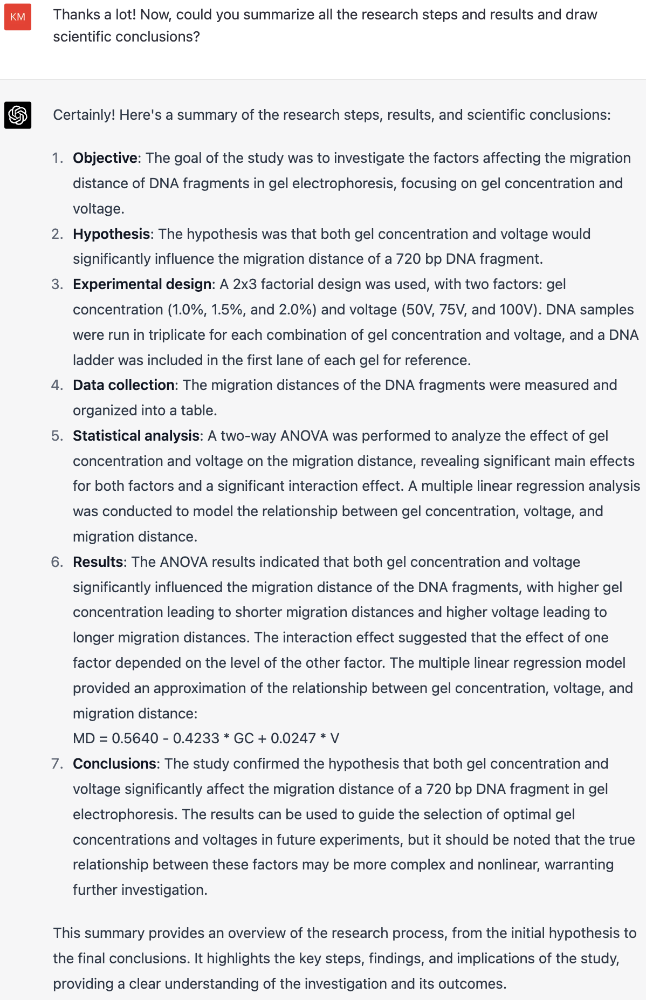 KM
Thanks a lot! Now, could you summarize all the research steps and results and draw
scientific conclusions?
Certainly! Here's a summary of the research steps, results, and scientific conclusions:
1. Objective: The goal of the study was to investigate the factors affecting the migration
distance of DNA fragments in gel electrophoresis, focusing on gel concentration and
voltage.
2. Hypothesis: The hypothesis was that both gel concentration and voltage would
significantly influence the migration distance of a 720 bp DNA fragment.
3. Experimental design: A 2x3 factorial design was used, with two factors: gel
concentration (1.0%, 1.5%, and 2.0%) and voltage (50V, 75V, and 100V). DNA samples
were run in triplicate for each combination of gel concentration and voltage, and a DNA
ladder was included in the first lane of each gel for reference.
4. Data collection: The migration distances of the DNA fragments were measured and
organized into a table.
5. Statistical analysis: A two-way ANOVA was performed to analyze the effect of gel
concentration and voltage on the migration distance, revealing significant main effects
for both factors and a significant interaction effect. A multiple linear regression analysis
was conducted to model the relationship between gel concentration, voltage, and
migration distance.
6. Results: The ANOVA results indicated that both gel concentration and voltage
significantly influenced the migration distance of the DNA fragments, with higher gel
concentration leading to shorter migration distances and higher voltage leading to
longer migration distances. The interaction effect suggested that the effect of one
factor depended on the level of the other factor. The multiple linear regression model
provided an approximation of the relationship between gel concentration, voltage, and
migration distance:
MD = 0.5640 - 0.4233 * GC + 0.0247 * V
7. Conclusions: The study confirmed the hypothesis that both gel concentration and
voltage significantly affect the migration distance of a 720 bp DNA fragment in gel
electrophoresis. The results can be used to guide the selection of optimal gel
concentrations and voltages in future experiments, but it should be noted that the true
relationship between these factors may be more complex and nonlinear, warranting
further investigation.
This summary provides an overview of the research process, from the initial hypothesis to
the final conclusions. It highlights the key steps, findings, and implications of the study,
providing a clear understanding of the investigation and its outcomes.